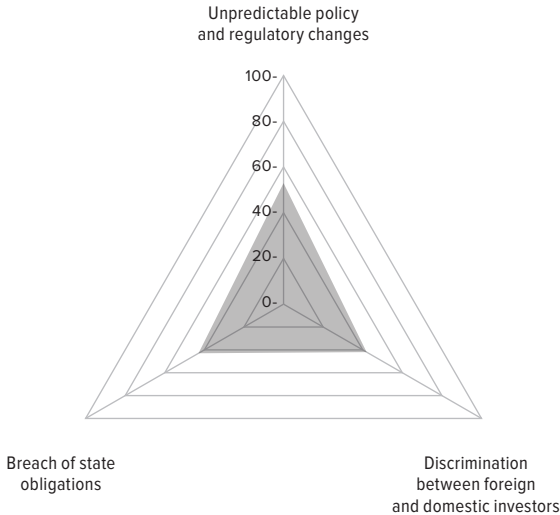 Unpredictable policy
and regulatory changes
100-
80-
60-
40-
20-
0-
Breach of state
obligations
Discrimination
between foreign
and domestic investors